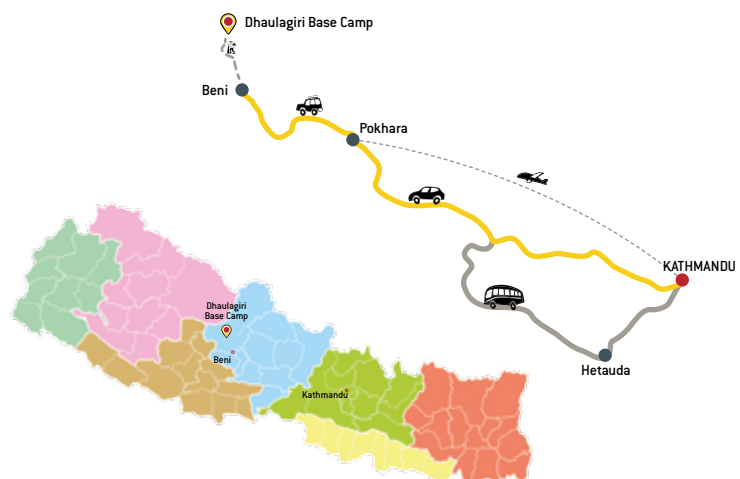 Dhaulagiri Base Camp
Beni
Pokhara
KATHMANDU
Hetauda
Dhaulagiri
Base Camp
Beni
Kathmandu